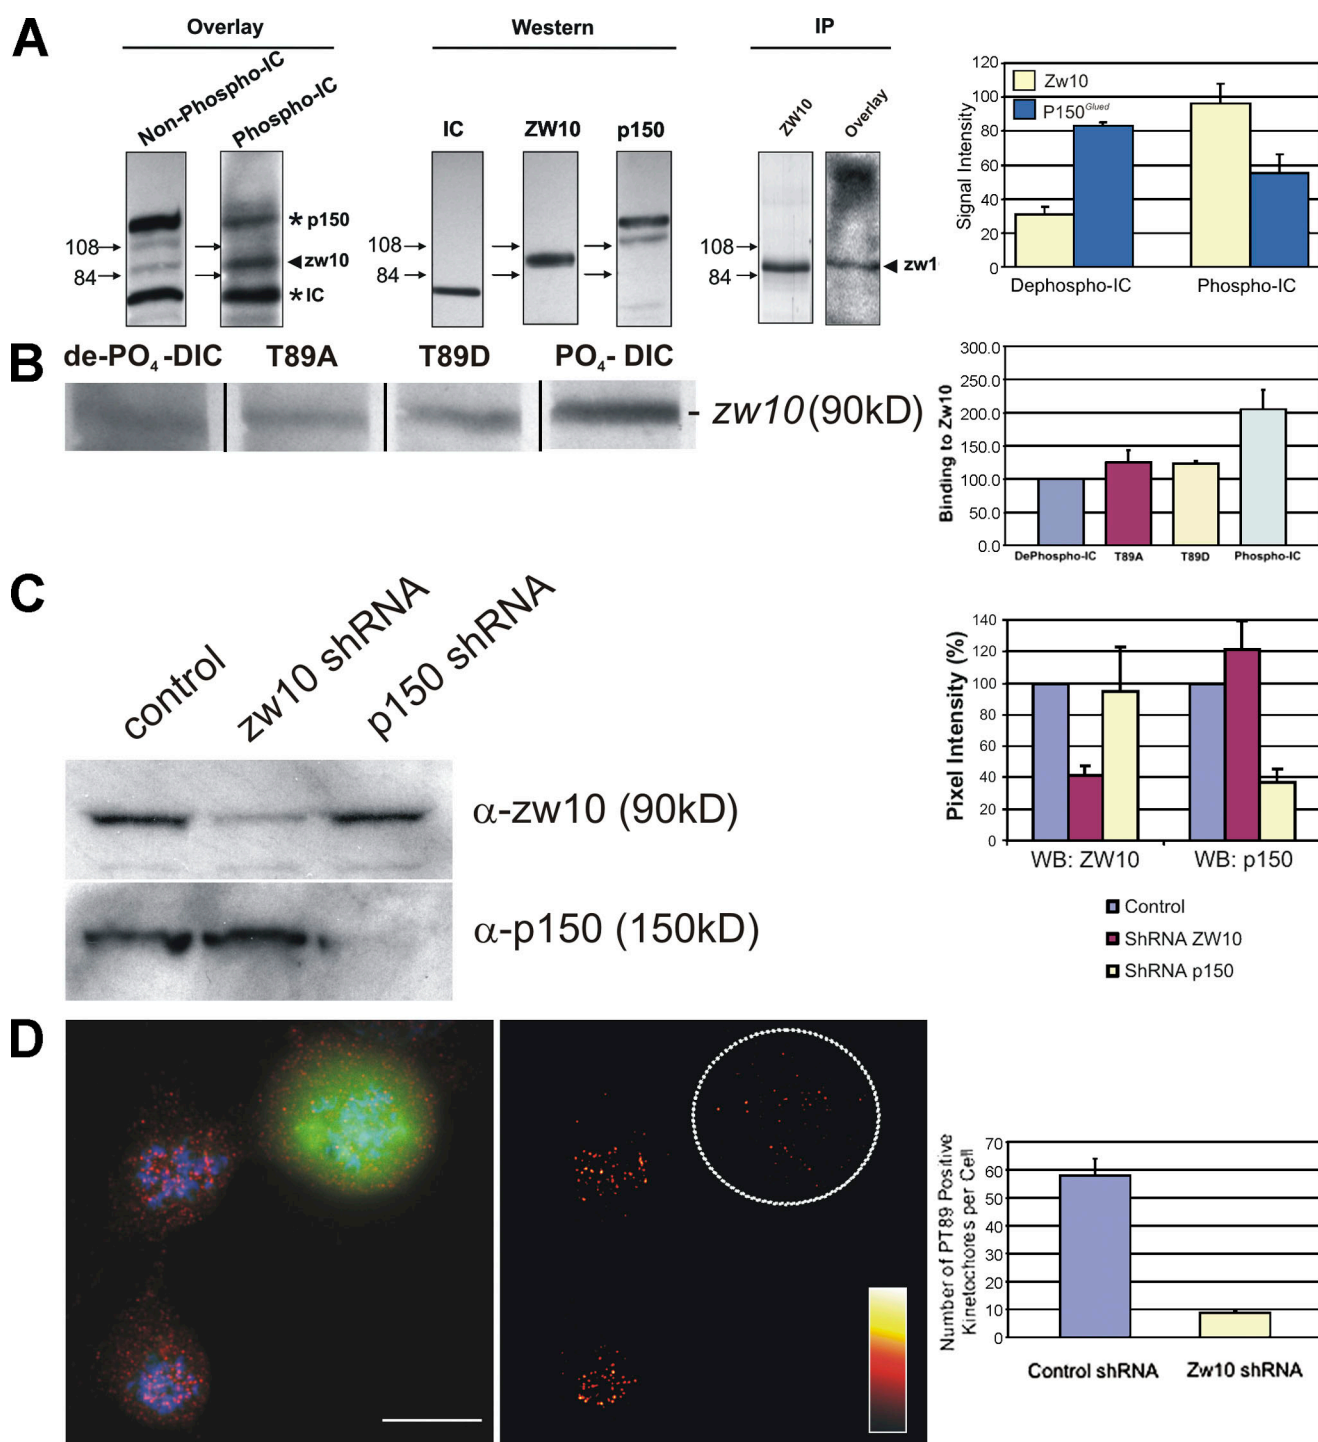 A
Overlay
Western
IP
Non-Phospho-IC
Phospho-IC
IC
ZW10
p150
ZW10
Overlay
108
84
* p150
zw10
* IC
108
84
108
84
zw1
120
100
80
60
40
20
0
Signal Intensity
Zw10
P150Glued
Dephospho-IC
Phospho-IC
B
de-PO4-DIC
T89A
T89D
PO4- DIC
- zw10 (90kD)
300.0
250.0
200.0
150.0
100.0
50.0
0.0
Binding to Zw10
DePhospho-IC
T89A
T89D
Phospho-IC
C
control
zw10 shRNA
p150 shRNA
α-zw10 (90kD)
α-p150 (150kD)
140
120
100
80
60
40
20
0
Pixel Intensity (%)
WB: ZW10
WB: p150
Control
ShRNA ZW10
ShRNA p150
D
70
60
50
40
30
20
10
0
Number of PT89 Positive
Kinetochores per Cell
Control shRNA
Zw10 shRNA